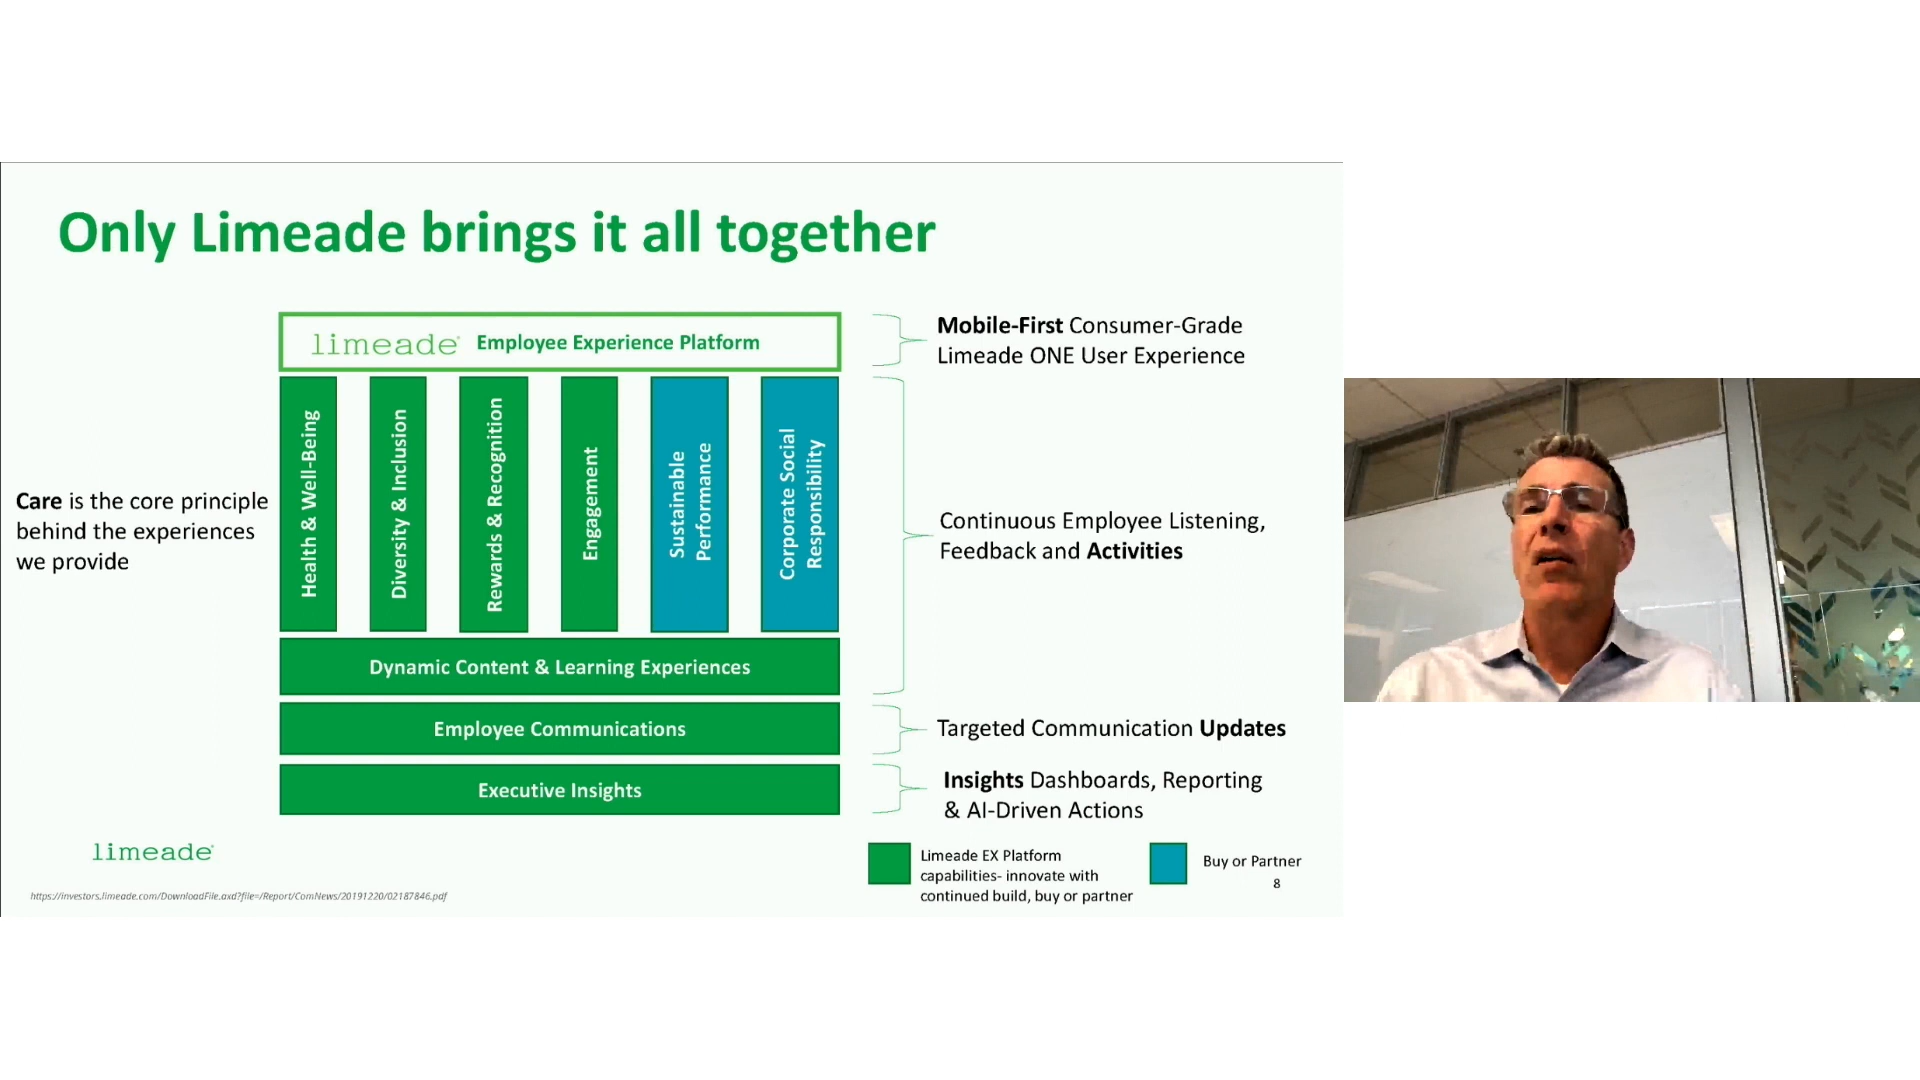 Only Limeade brings it all together
limeade® Employee Experience Platform
Mobile-First Consumer-Grade
Limeade ONE User Experience
Care is the core principle
behind the experiences
we provide
Health & Well-Being
Diversity & Inclusion
Rewards & Recognition
Engagement
Sustainable
Performance
Corporate Social
Responsibility
Continuous Employee Listening,
Feedback and Activities
Dynamic Content & Learning Experiences
Employee Communications
Targeted Communication Updates
Executive Insights
Insights Dashboards, Reporting
& AI-Driven Actions
limeade®
Limeade EX Platform
capabilities- innovate with
continued build, buy or partner
Buy or Partner
8
https://investors.limeade.com/DownloadFile.axd?file=/Report/ComNews/20191220/02187846.pdf